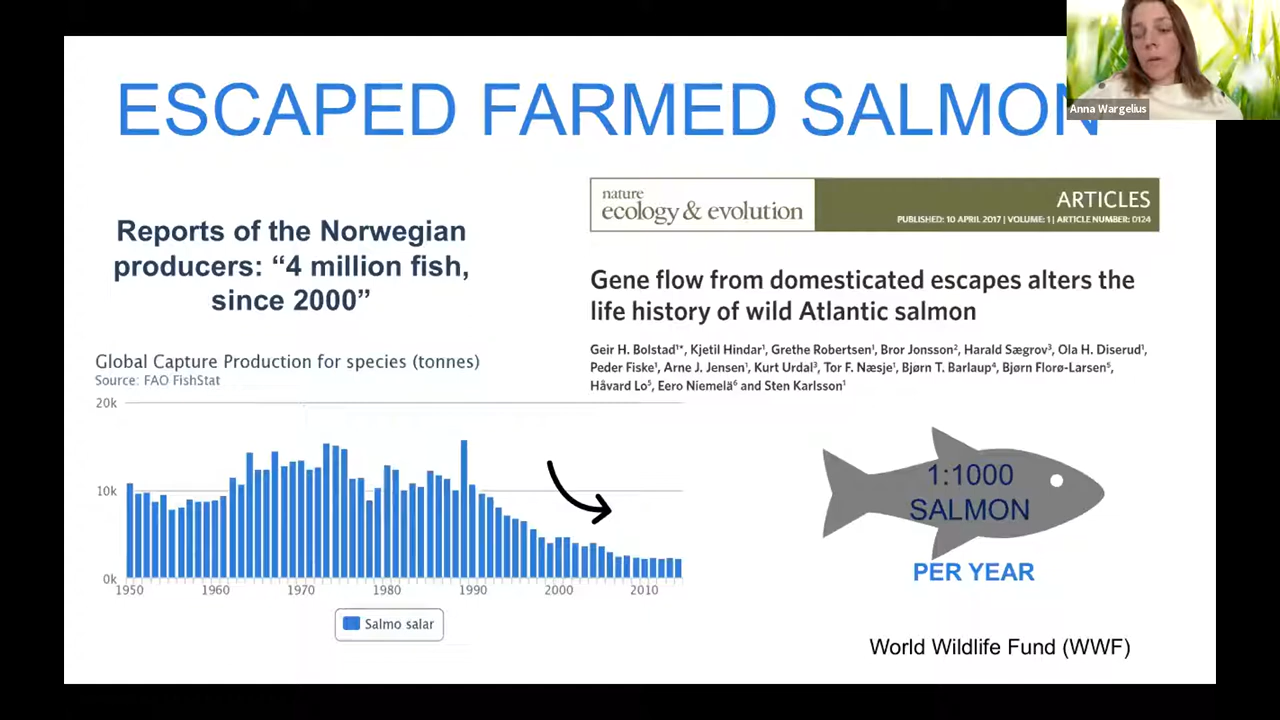 ESCAPED FARMED SALMON
Anna Wargelius
Reports of the Norwegian
producers: “4 million fish,
since 2000”
nature
ecology & evolution
ARTICLES
PUBLISHED: 10 APRIL 2017 | VOLUME: 1 | ARTICLE NUMBER: 0124
Gene flow from domesticated escapes alters the
life history of wild Atlantic salmon
Geir H. Bolstad¹*, Kjetil Hindar¹, Grethe Robertsen¹, Bror Jonsson², Harald Sægrov³, Ola H. Diserud¹,
Peder Fiske¹, Arne J. Jensen¹, Kurt Urdal³, Tor F. Næsje¹, Bjørn T. Barlaup⁴, Bjørn Florø-Larsen⁵,
Håvard Lo⁵, Eero Niemelä⁶ and Sten Karlsson¹
Global Capture Production for species (tonnes)
Source: FAO FishStat
20k
10k
0k
1950 1960 1970 1980 1990 2000 2010
Salmo salar
1:1000
SALMON
PER YEAR
World Wildlife Fund (WWF)